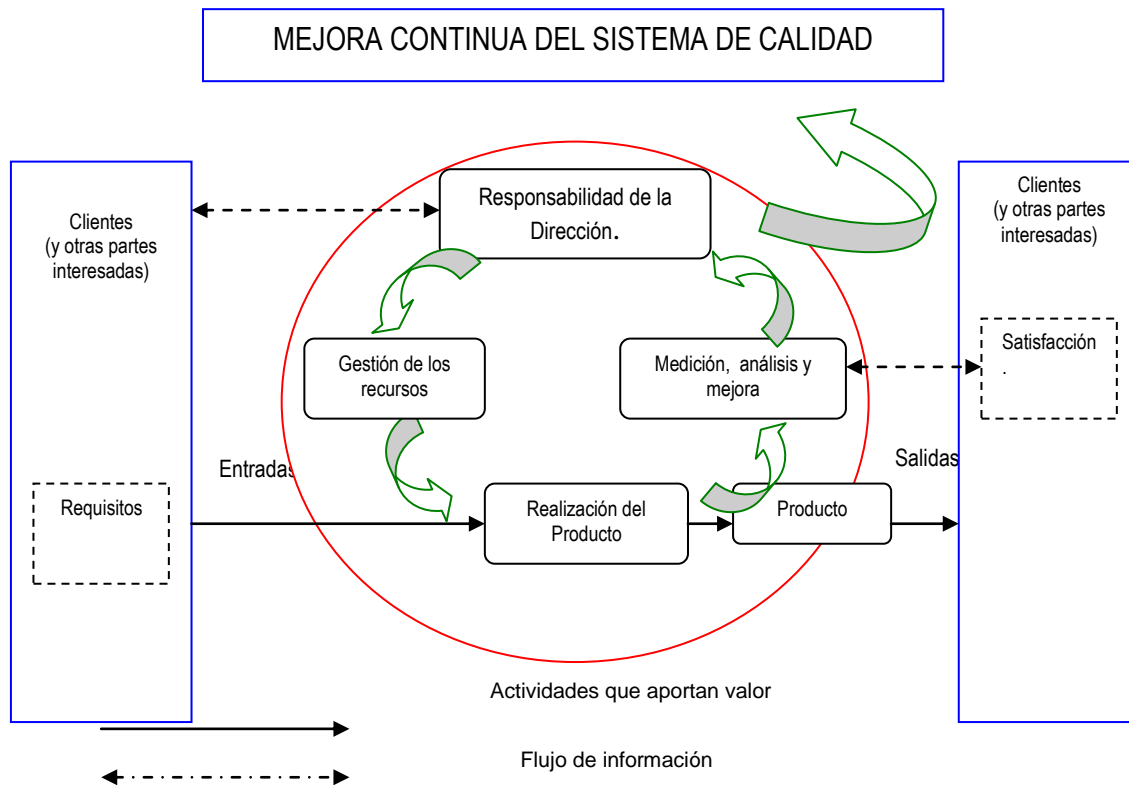 MEJORA CONTINUA DEL SISTEMA DE CALIDAD
Clientes
(y otras partes
interesadas)
Responsabilidad de la
Dirección.
Clientes
(y otras partes
interesadas)
Gestión de los
recursos
Medición, análisis y
mejora
Satisfacción
.
Entradas
Salidas
Requisitos
Realización del
Producto
Producto
Actividades que aportan valor
Flujo de información